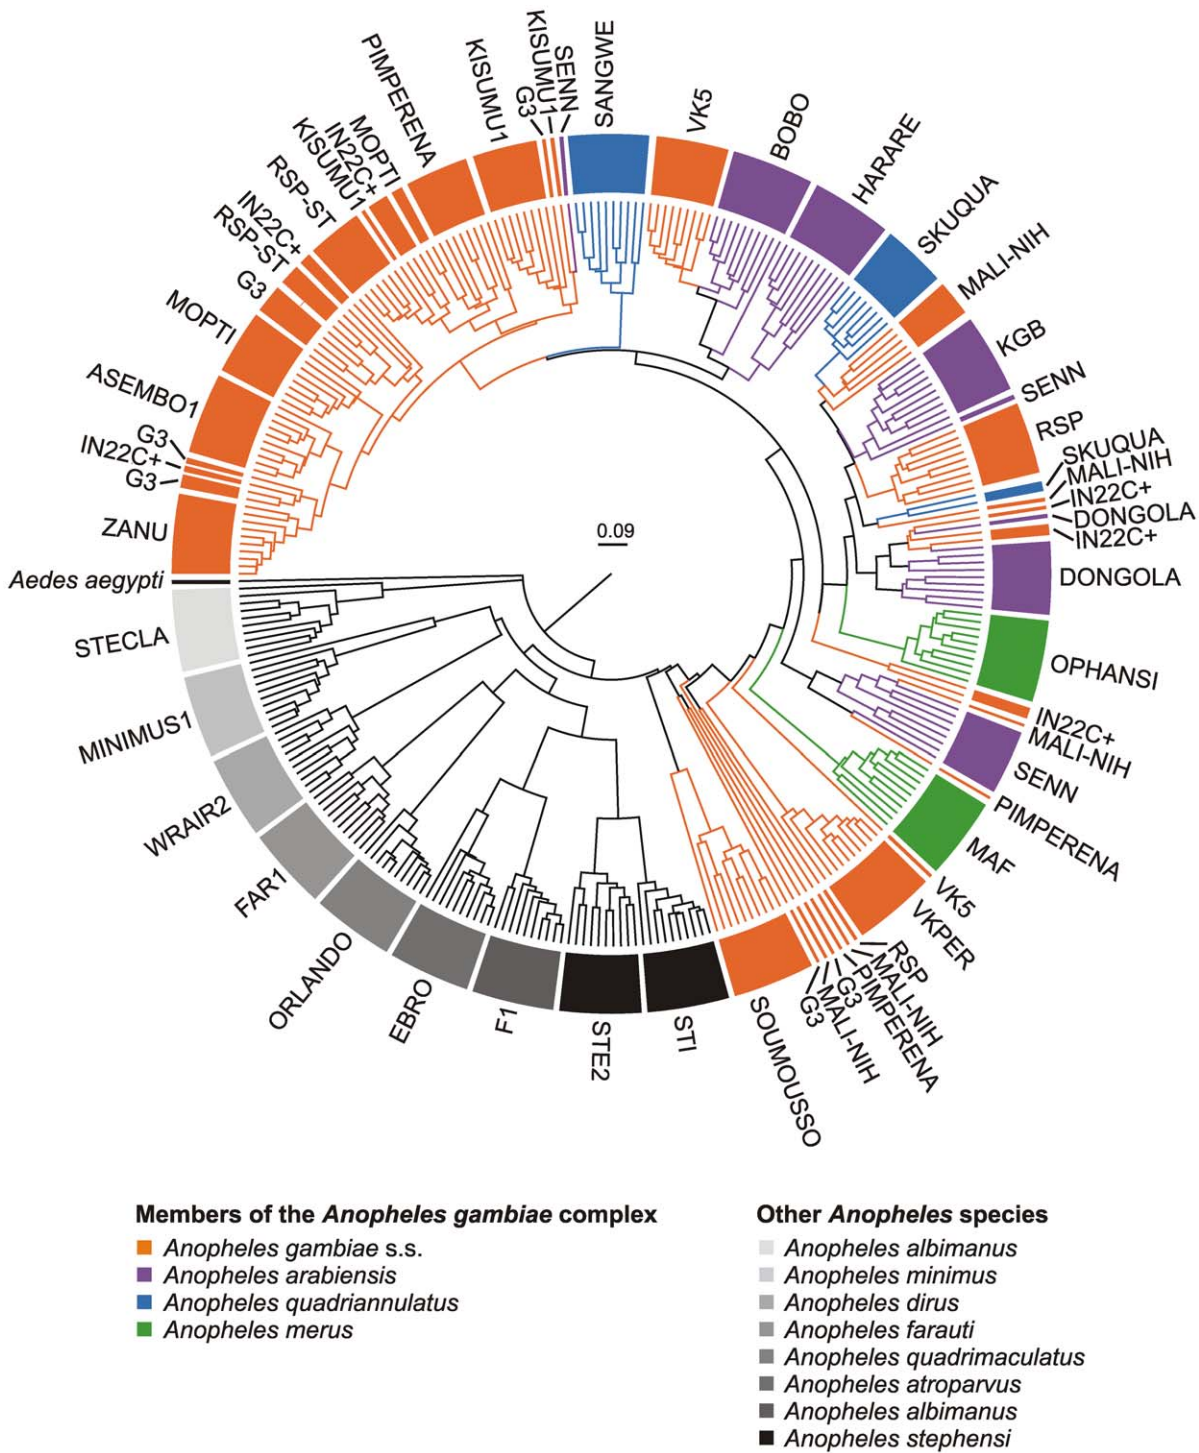 PIMPERENA
KISUMU1
G3
KISUMU1
SENN
SANGWE
VK5
BOBO
HARARE
SKUQUA
MALI-NIH
KGB
SENN
RSP
SKUQUA
MALI-NIH
IN22C+
DONGOLA
IN22C+
DONGOLA
OPHANSI
IN22C+
MALI-NIH
SENN
PIMPERENA
MAF
VK5
VKPER
RSP
MALI-NIH
PIMPERENA
G3
MALI-NIH
G3
SOUMOUSSO
STI
STE2
F1
EBRO
ORLANDO
FAR1
WRAIR2
MINIMUS1
STECLA
Aedes aegypti
ZANU
G3
IN22C+
G3
ASEMBO1
MOPTI
G3
RSP-ST
IN22C+
RSP-ST
KISUMU1
IN22C+
MOPTI
0.09
Members of the Anopheles gambiae complex
Anopheles gambiae s.s.
Anopheles arabiensis
Anopheles quadriannulatus
Anopheles merus
Other Anopheles species
Anopheles albimanus
Anopheles minimus
Anopheles dirus
Anopheles farauti
Anopheles quadrimaculatus
Anopheles atroparvus
Anopheles albimanus
Anopheles stephensi